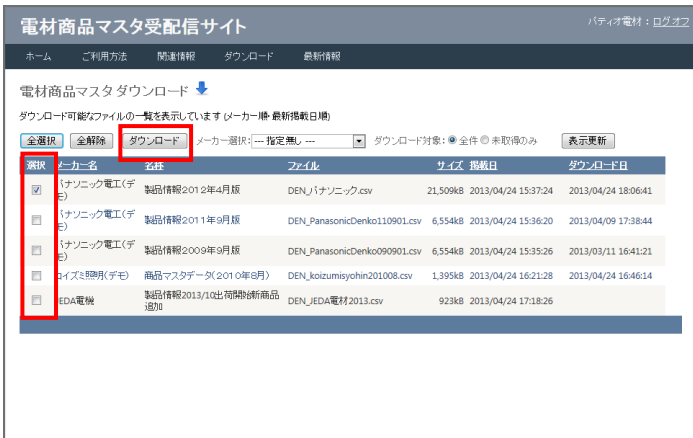 電材商品マスタ受配信サイト
パティオ電材：ログオフ
ホーム ご利用方法 関連情報 ダウンロード 最新情報
電材商品マスタダウンロード
ダウンロード可能なファイルの一覧を表示しています (メーカー順・最新掲載日順)
全選択 全解除 ダウンロード メーカー選択: --- 指定無し --- ダウンロード対象: 全件 未取得のみ 表示更新
選択 メーカー名 名称 ファイル サイズ 掲載日 ダウンロード日
パナソニック電工(デモ) 製品情報2012年4月版 DEN_パナソニック.csv 21,509kB 2013/04/24 15:37:24 2013/04/24 18:06:41
パナソニック電工(デモ) 製品情報2011年9月版 DEN_PanasonicDenko110901.csv 6,554kB 2013/04/24 15:36:20 2013/04/09 17:38:44
パナソニック電工(デモ) 製品情報2009年9月版 DEN_PanasonicDenko090901.csv 6,554kB 2013/04/24 15:35:26 2013/03/11 16:41:21
コイズミ照明(デモ) 商品マスタデータ(2010年8月) DEN_koizumisyohin201008.csv 1,395kB 2013/04/24 16:21:28 2013/04/24 16:46:14
JEDA電機 製品情報2013/10出荷開始新商品追加 DEN_JEDA電材2013.csv 923kB 2013/04/24 17:18:26